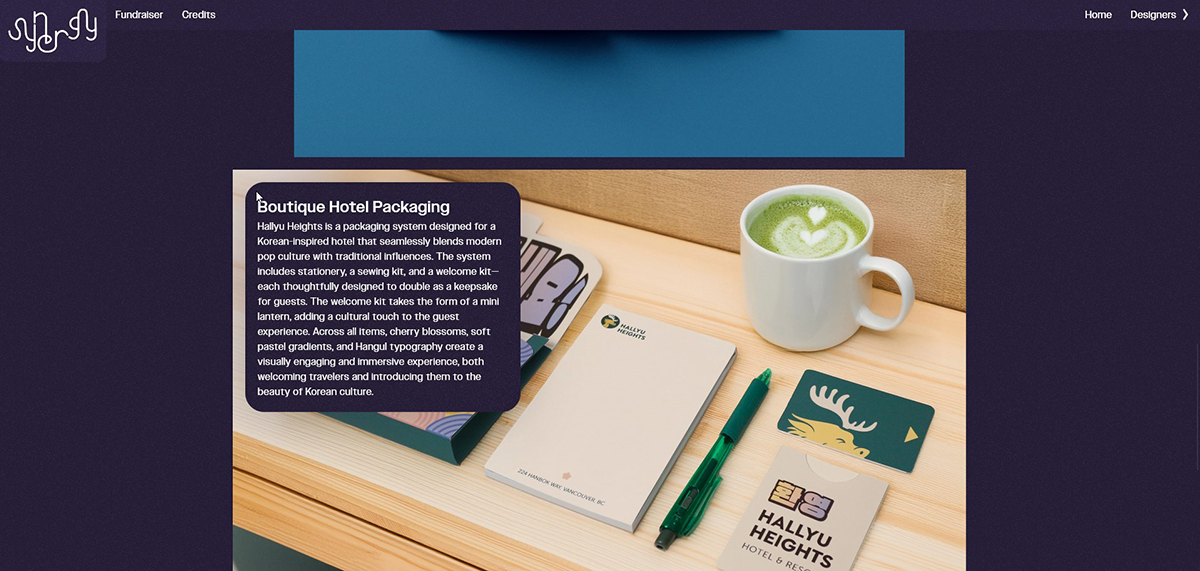 synergy
Fundraiser
Credits
Home
Designers
Boutique Hotel Packaging
Hallyu Heights is a packaging system designed for a
Korean-inspired hotel that seamlessly blends modern
pop culture with traditional influences. The system
includes stationery, a sewing kit, and a welcome kit—
each thoughtfully designed to double as a keepsake
for guests. The welcome kit takes the form of a mini
lantern, adding a cultural touch to the guest
experience. Across all items, cherry blossoms, soft
pastel gradients, and Hangul typography create a
visually engaging and immersive experience, both
welcoming travelers and introducing them to the
beauty of Korean culture.
HALLYU
HEIGHTS
224 HANBOK WAY, VANCOUVER, BC
환영
HALLYU
HEIGHTS
HOTEL &